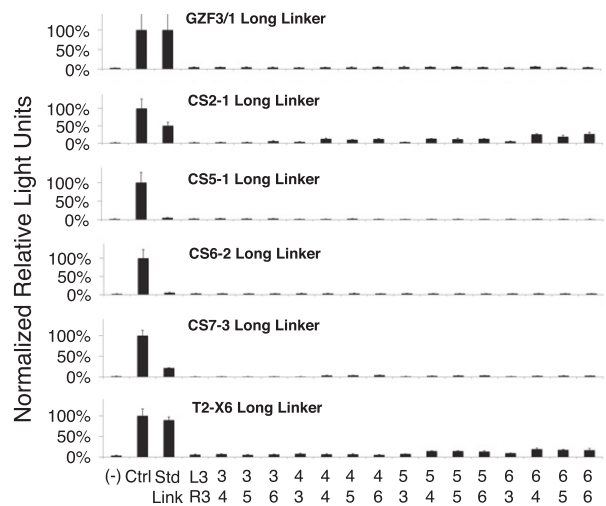 Normalized Relative Light Units
GZF3/1 Long Linker
100%
50%
0%
CS2-1 Long Linker
100%
50%
0%
CS5-1 Long Linker
100%
50%
0%
CS6-2 Long Linker
100%
50%
0%
CS7-3 Long Linker
100%
50%
0%
T2-X6 Long Linker
100%
50%
0%
(-) Ctrl Std L3 3 3 3 4 4 4 4 5 5 5 5 6 6 6 6
Link R3 4 5 6 3 4 5 6 3 4 5 6 3 4 5 6